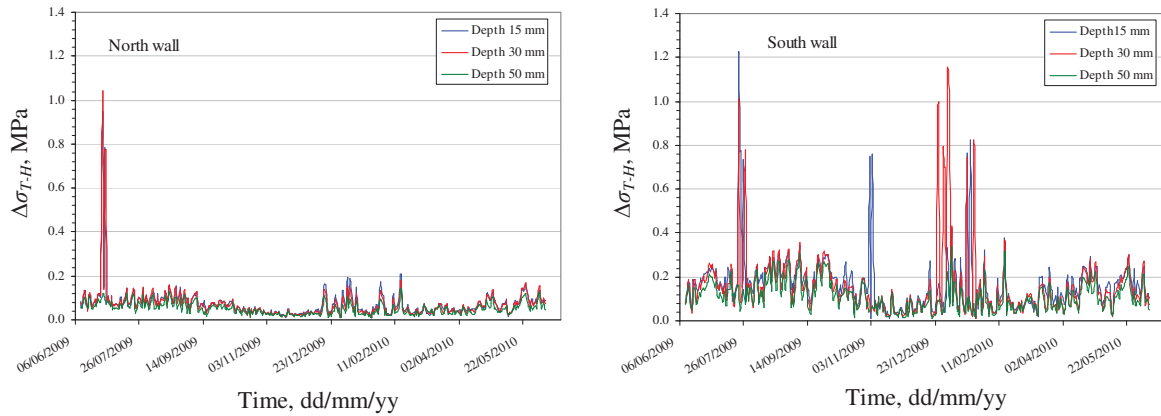 North wall
Depth 15 mm
Depth 30 mm
Depth 50 mm
1.4
1.2
1.0
0.8
0.6
0.4
0.2
0.0
Δσ_{T-H}, MPa
06/06/2009
26/07/2009
14/09/2009
03/11/2009
23/12/2009
11/02/2010
02/04/2010
22/05/2010
Time, dd/mm/yy
South wall
Depth15 mm
Depth 30 mm
Depth 50 mm
1.4
1.2
1.0
0.8
0.6
0.4
0.2
0.0
Δσ_{T-H}, MPa
06/06/2009
26/07/2009
14/09/2009
03/11/2009
23/12/2009
11/02/2010
02/04/2010
22/05/2010
Time, dd/mm/yy